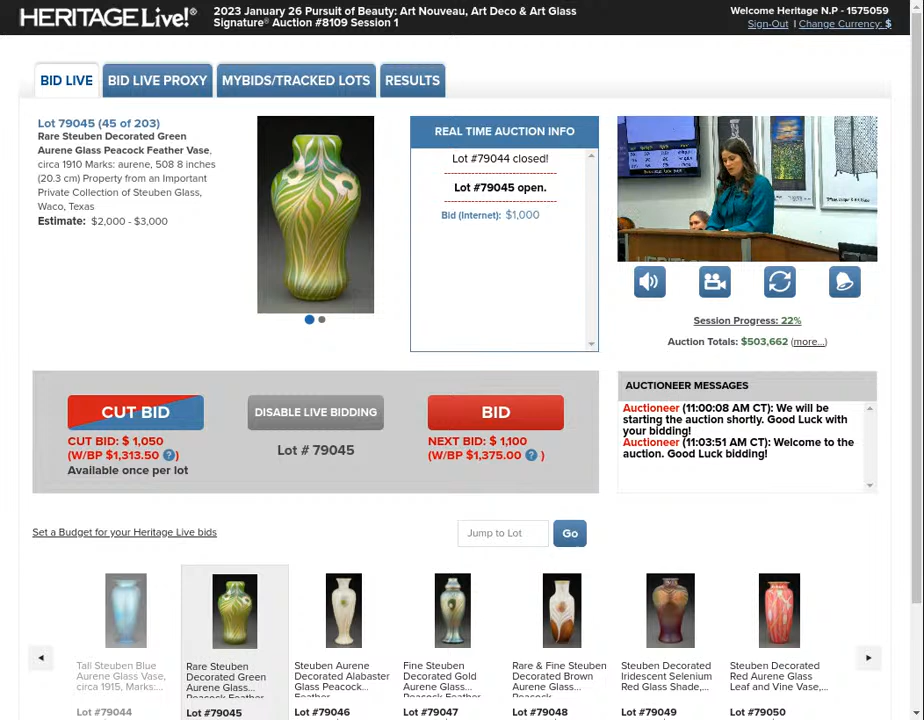 HERITAGE Live!®
2023 January 26 Pursuit of Beauty: Art Nouveau, Art Deco & Art Glass
Signature® Auction #8109 Session 1
Welcome Heritage N.P - 1575059
Sign-Out | Change Currency: $
BID LIVE
BID LIVE PROXY
MYBIDS/TRACKED LOTS
RESULTS
Lot 79045 (45 of 203)
Rare Steuben Decorated Green
Aurene Glass Peacock Feather Vase,
circa 1910 Marks: aurene, 508 8 inches
(20.3 cm) Property from an Important
Private Collection of Steuben Glass,
Waco, Texas
Estimate: $2,000 - $3,000
REAL TIME AUCTION INFO
Lot #79044 closed!
Lot #79045 open.
Bid (Internet): $1,000
Session Progress: 22%
Auction Totals: $503,662 (more...)
CUT BID
CUT BID: $ 1,050
(W/BP $1,313.50 ? )
Available once per lot
DISABLE LIVE BIDDING
Lot # 79045
BID
NEXT BID: $ 1,100
(W/BP $1,375.00 ? )
AUCTIONEER MESSAGES
Auctioneer (11:00:08 AM CT): We will be
starting the auction shortly. Good Luck with
your bidding!
Auctioneer (11:03:51 AM CT): Welcome to the
auction. Good Luck bidding!
Set a Budget for your Heritage Live bids
Jump to Lot
Go
Tall Steuben Blue
Aurene Glass Vase,
circa 1915, Marks:...
Lot #79044
Rare Steuben
Decorated Green
Aurene Glass...
Peacock Feather
Lot #79045
Steuben Aurene
Decorated Alabaster
Glass Peacock...
Feather
Lot #79046
Fine Steuben
Decorated Gold
Aurene Glass...
Peacock Feather
Lot #79047
Rare & Fine Steuben
Decorated Brown
Aurene Glass...
Peacock Feather
Lot #79048
Steuben Decorated
Iridescent Selenium
Red Glass Shade,...
Lot #79049
Steuben Decorated
Red Aurene Glass
Leaf and Vine Vase,...
Lot #79050